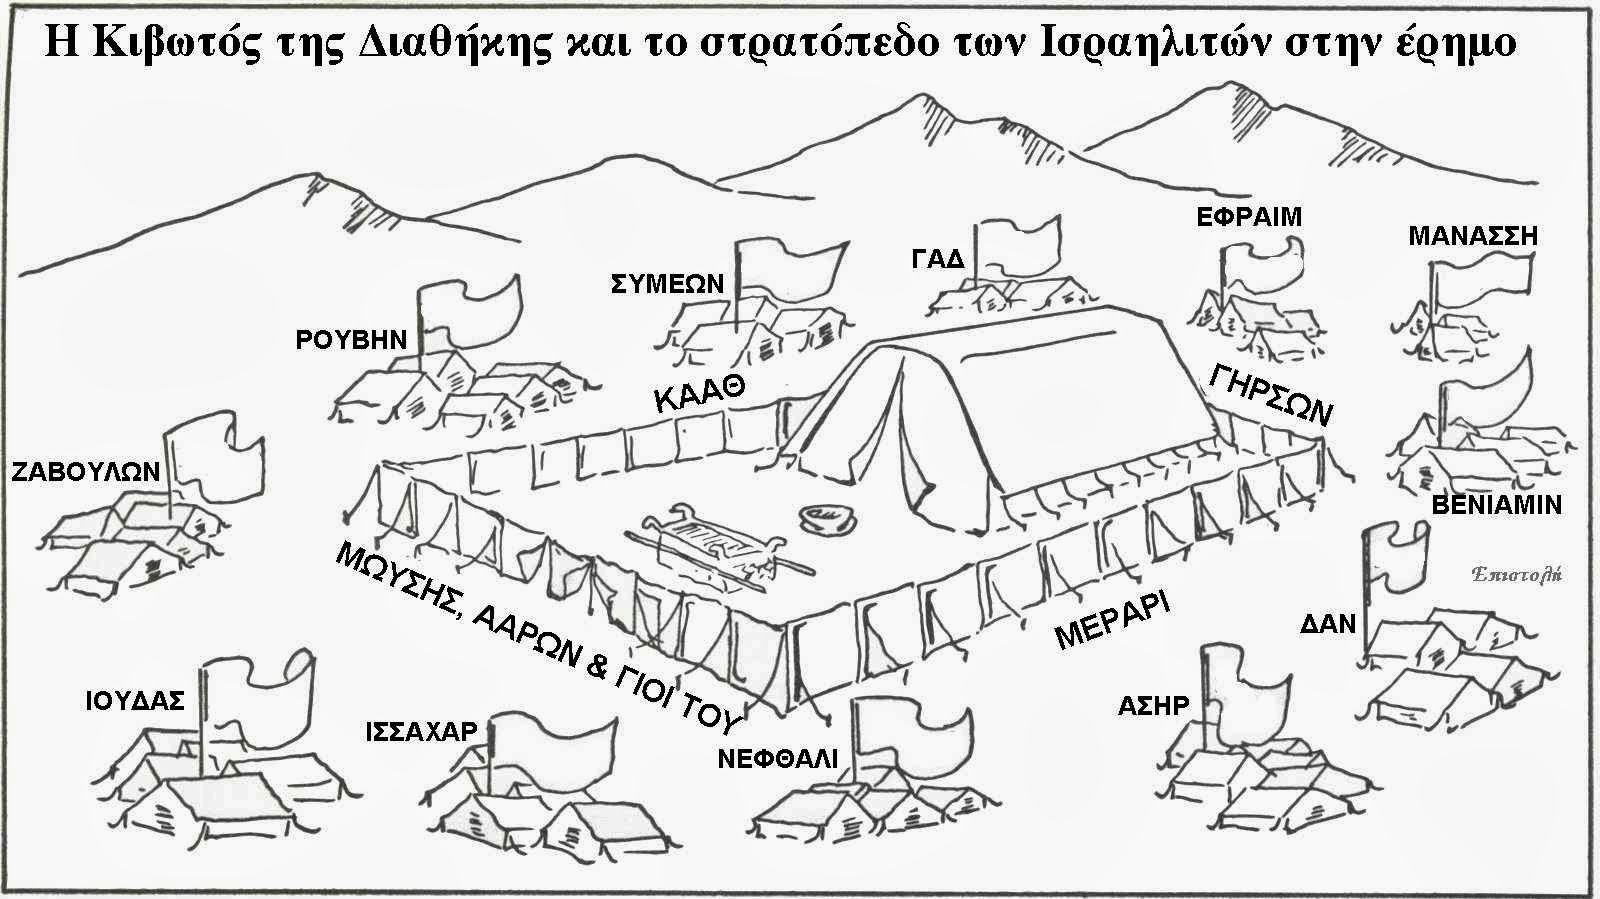 Η Κιβωτός της Διαθήκης και το στρατόπεδο των Ισραηλιτών στην έρημο
ΕΦΡΑΙΜ
ΜΑΝΑΣΣΗ
ΓΑΔ
ΣΥΜΕΩΝ
ΡΟΥΒΗΝ
ΚΑΑΘ
ΓΗΡΣΩΝ
ΖΑΒΟΥΛΩΝ
ΒΕΝΙΑΜΙΝ
Επιστολή
ΜΩΥΣΗΣ, ΑΑΡΩΝ & ΓΙΟΙ ΤΟΥ
ΜΕΡΑΡΙ
ΔΑΝ
ΙΟΥΔΑΣ
ΙΣΣΑΧΑΡ
ΑΣΗΡ
ΝΕΦΘΑΛΙ